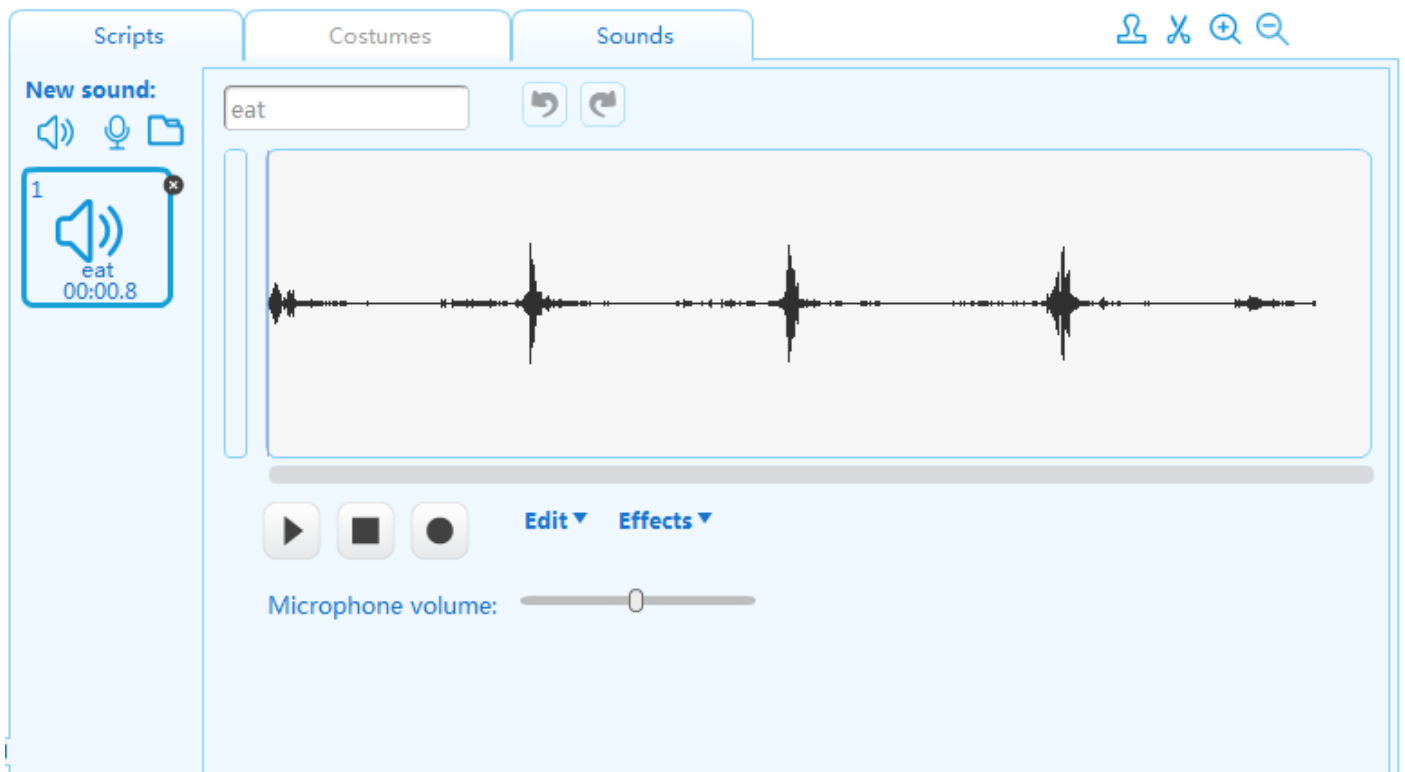 Scripts
Costumes
Sounds
New sound:
eat
1
eat
00:00.8
Edit
Effects
Microphone volume: